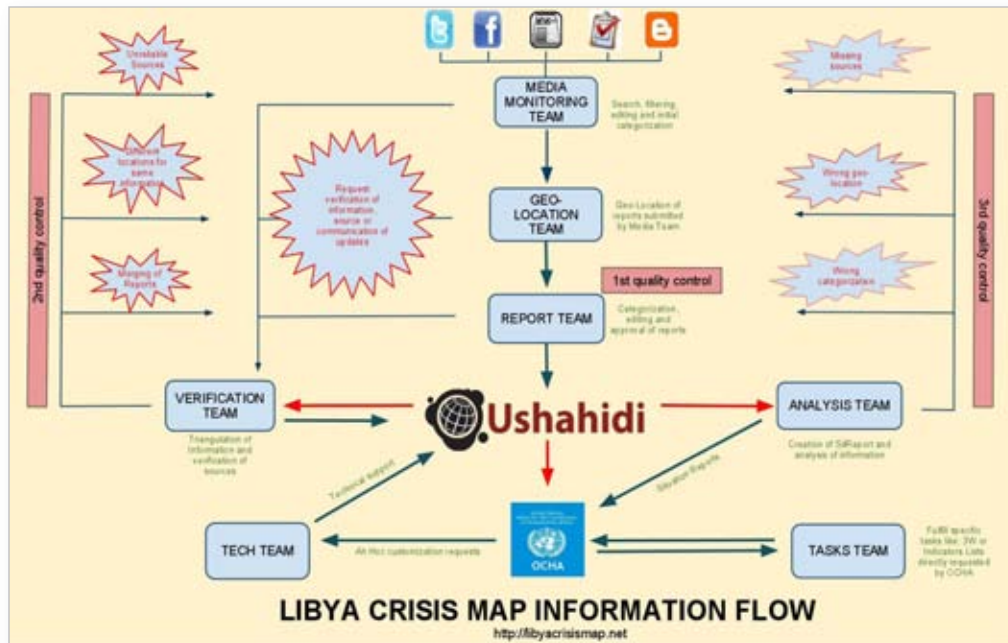 Unreliable
Sources
Different
locations for
same
information
Merging of
Reports
2nd quality control
Request
verification of
information,
source or
communication of
updates
MEDIA
MONITORING
TEAM
Search, filtering,
editing and initial
categorization
GEO-
LOCATION
TEAM
Geo-Location of
reports submitted
by Media Team
1st quality control
REPORT TEAM
Categorization,
editing and
approval of reports
Missing
sources
Wrong geo-
location
Wrong
categorization
3rd quality control
VERIFICATION
TEAM
Triangulation of
Information and
verification of
sources
Ushahidi
ANALYSIS TEAM
Creation of SitReport and
analysis of information
Technical support
Situation Reports
TECH TEAM
Ad Hoc customization requests
OCHA
TASKS TEAM
Fulfill specific
tasks like: 3W or
Indicators Lists
directly requested
by OCHA
LIBYA CRISIS MAP INFORMATION FLOW
http://libyacrisismap.net